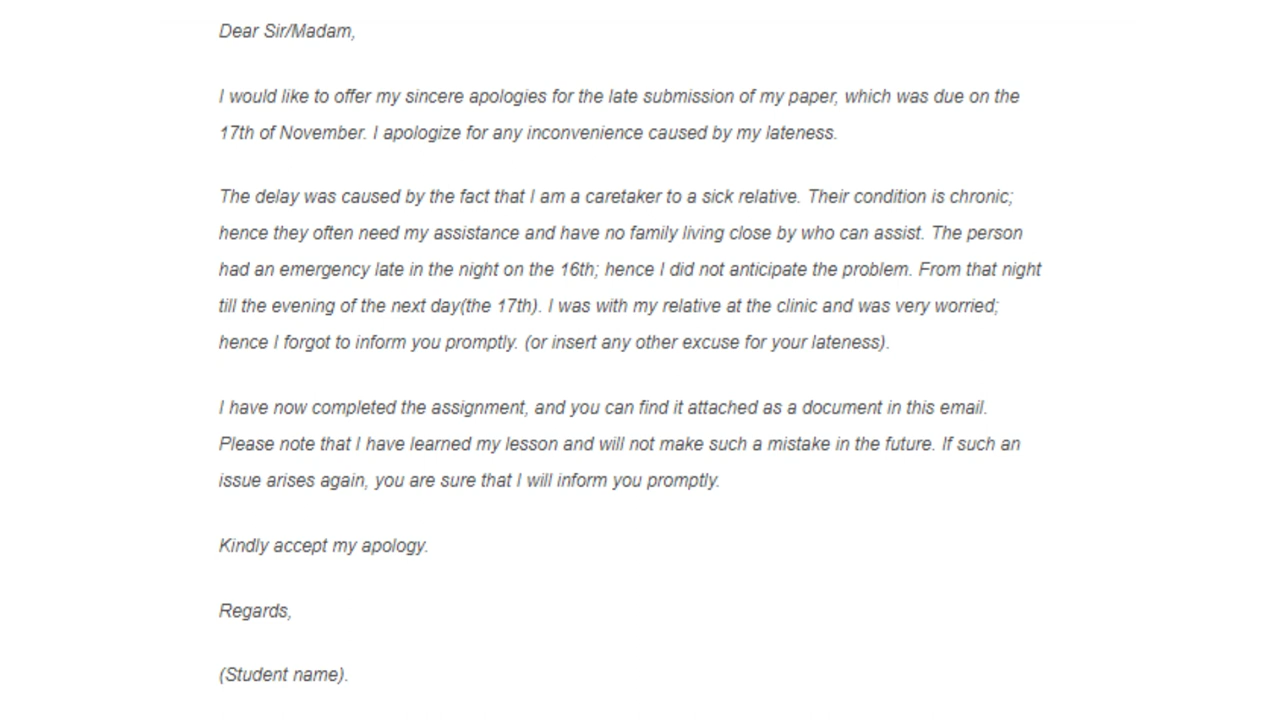 Dear Sir/Madam,
I would like to offer my sincere apologies for the late submission of my paper, which was due on the
17th of November. I apologize for any inconvenience caused by my lateness.
The delay was caused by the fact that I am a caretaker to a sick relative. Their condition is chronic;
hence they often need my assistance and have no family living close by who can assist. The person
had an emergency late in the night on the 16th; hence I did not anticipate the problem. From that night
till the evening of the next day(the 17th). I was with my relative at the clinic and was very worried;
hence I forgot to inform you promptly. (or insert any other excuse for your lateness).
I have now completed the assignment, and you can find it attached as a document in this email.
Please note that I have learned my lesson and will not make such a mistake in the future. If such an
issue arises again, you are sure that I will inform you promptly.
Kindly accept my apology.
Regards,
(Student name).